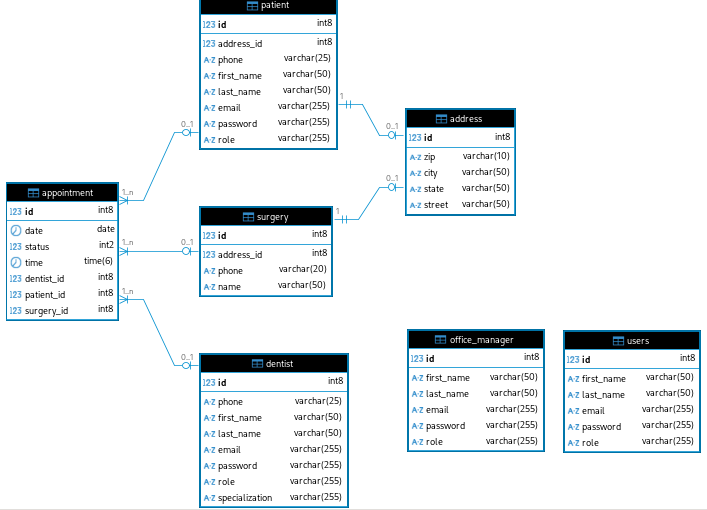 patient
123 id int8
123 address_id int8
A-Z phone varchar(25)
A-Z first_name varchar(50)
A-Z last_name varchar(50)
A-Z email varchar(255)
A-Z password varchar(255)
A-Z role varchar(255)
1
0..1
address
123 id int8
A-Z zip varchar(10)
A-Z city varchar(50)
A-Z state varchar(50)
A-Z street varchar(50)
0..1
1..n
appointment
123 id int8
date date
123 status int2
time time(6)
123 dentist_id int8
123 patient_id int8
123 surgery_id int8
1..n
0..1
1..n
0..1
surgery
123 id int8
123 address_id int8
A-Z phone varchar(20)
A-Z name varchar(50)
1
0..1
dentist
123 id int8
A-Z phone varchar(25)
A-Z first_name varchar(50)
A-Z last_name varchar(50)
A-Z email varchar(255)
A-Z password varchar(255)
A-Z role varchar(255)
A-Z specialization varchar(255)
office_manager
123 id int8
A-Z first_name varchar(50)
A-Z last_name varchar(50)
A-Z email varchar(255)
A-Z password varchar(255)
A-Z role varchar(255)
users
123 id int8
A-Z first_name varchar(50)
A-Z last_name varchar(50)
A-Z email varchar(255)
A-Z password varchar(255)
A-Z role varchar(255)